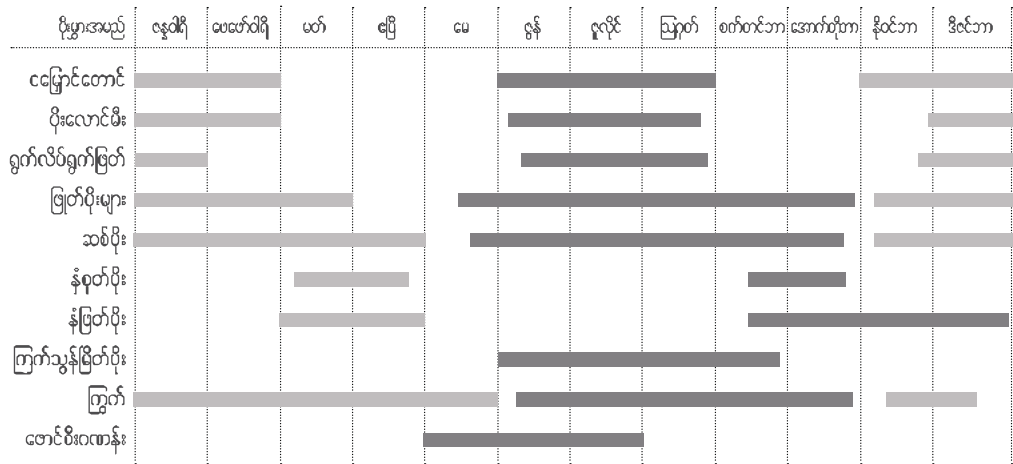 ပိုးမွှားအမည် ဇန္နဝါရီ ဖေဖော်ဝါရီ မတ် ဧပြီ မေ ဇွန် ဇူလိုင် ဩဂုတ် စက်တင်ဘာ အောက်တိုဘာ နိုဝင်ဘာ ဒီဇင်ဘာ
ငမြှောင်တောင်
ပိုးလောင်မီး
ရွက်လိပ်ရွက်ဖြတ်
ဖြုတ်ပိုးများ
ဆစ်ပိုး
နှံစုတ်ပိုး
နှံဖြတ်ပိုး
ကြက်သွန်မြိတ်ပိုး
ကြွက်
ဖောင်စီးဂဏန်း